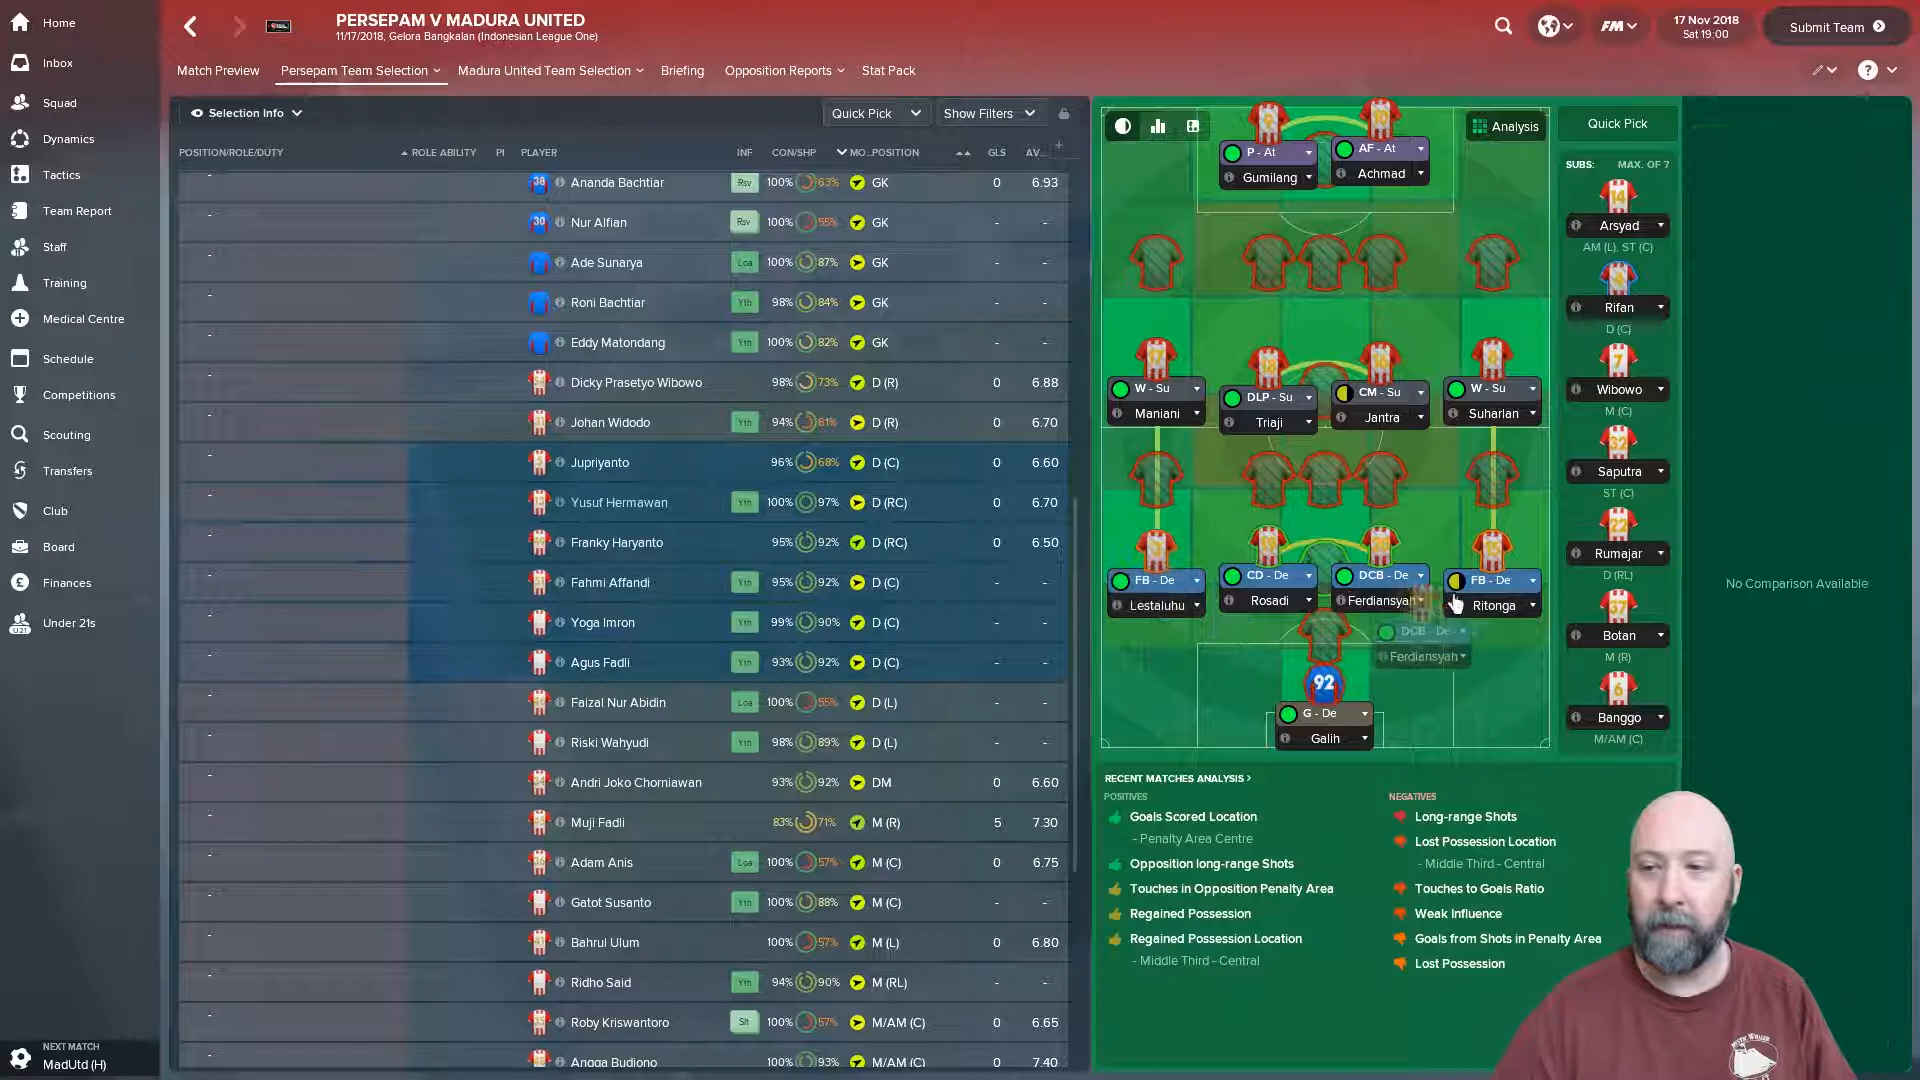 Home
Inbox
Squad
Dynamics
Tactics
Team Report
Staff
Training
Medical Centre
Schedule
Competitions
Scouting
Transfers
Club
Board
Finances
Under 21s
NEXT MATCH
MadUtd (H)
PERSEPAM V MADURA UNITED
11/17/2018, Gelora Bangkalan (Indonesian League One)
FM
17 Nov 2018
Sat 19:00
Submit Team
Match Preview
Persepam Team Selection
Madura United Team Selection
Briefing
Opposition Reports
Stat Pack
Selection Info
Quick Pick
Show Filters
POSITION/ROLE/DUTY ROLE ABILITY PI PLAYER INF CON/SHP MO... POSITION GLS AV...
- 38 Ananda Bachtiar Rsv 100% 63% GK 0 6.93
- 30 Nur Alfian Rsv 100% 55% GK - -
- Ade Sunarya Loa 100% 87% GK - -
- Roni Bachtiar Yth 98% 84% GK - -
- Eddy Matondang Yth 100% 82% GK - -
- Dicky Prasetyo Wibowo 98% 73% D (R) 0 6.88
- Johan Widodo Yth 94% 61% D (R) 0 6.70
- Jupriyanto 96% 68% D (C) 0 6.60
- Yusuf Hermawan Yth 100% 97% D (RC) 0 6.70
- Franky Haryanto 95% 92% D (RC) 0 6.50
- Fahmi Affandi Yth 95% 92% D (C) - -
- Yoga Imron Yth 99% 90% D (C) - -
- Agus Fadli Yth 93% 92% D (C) - -
- Faizal Nur Abidin Loa 100% 55% D (L) - -
- Riski Wahyudi Yth 98% 89% D (L) - -
- Andri Joko Chorniawan 93% 92% DM 0 6.60
- Muji Fadli 83% 71% M (R) 5 7.30
- Adam Anis Loa 100% 57% M (C) 0 6.75
- Gatot Susanto Yth 100% 88% M (C) - -
- Bahrul Ulum 100% 57% M (L) 0 6.80
- Ridho Said Yth 94% 90% M (RL) - -
- Roby Kriswantoro Slt 100% 57% M/AM (C) 0 6.65
- Angga Budiono 100% 93% M/AM (C) 0 7.40
Analysis
P - At
Gumilang
AF - At
Achmad
W - Su
Maniani
DLP - Su
Triaji
CM - Su
Jantra
W - Su
Suharlan
FB - De
Lestaluhu
CD - De
Rosadi
DCB - De
Ferdiansyah
FB - De
Ritonga
DCB - De
Ferdiansyah
92
G - De
Galih
Quick Pick
SUBS: MAX. OF 7
14
Arsyad
AM (L), ST (C)
Rifan
D (C)
7
Wibowo
M (C)
32
Saputra
ST (C)
22
Rumajar
D (RL)
37
Botan
M (R)
6
Banggo
M/AM (C)
No Comparison Available
RECENT MATCHES ANALYSIS >
POSITIVES
Goals Scored Location
- Penalty Area Centre
Opposition long-range Shots
Touches in Opposition Penalty Area
Regained Possession
Regained Possession Location
- Middle Third - Central
NEGATIVES
Long-range Shots
Lost Possession Location
- Middle Third - Central
Touches to Goals Ratio
Weak Influence
Goals from Shots in Penalty Area
Lost Possession